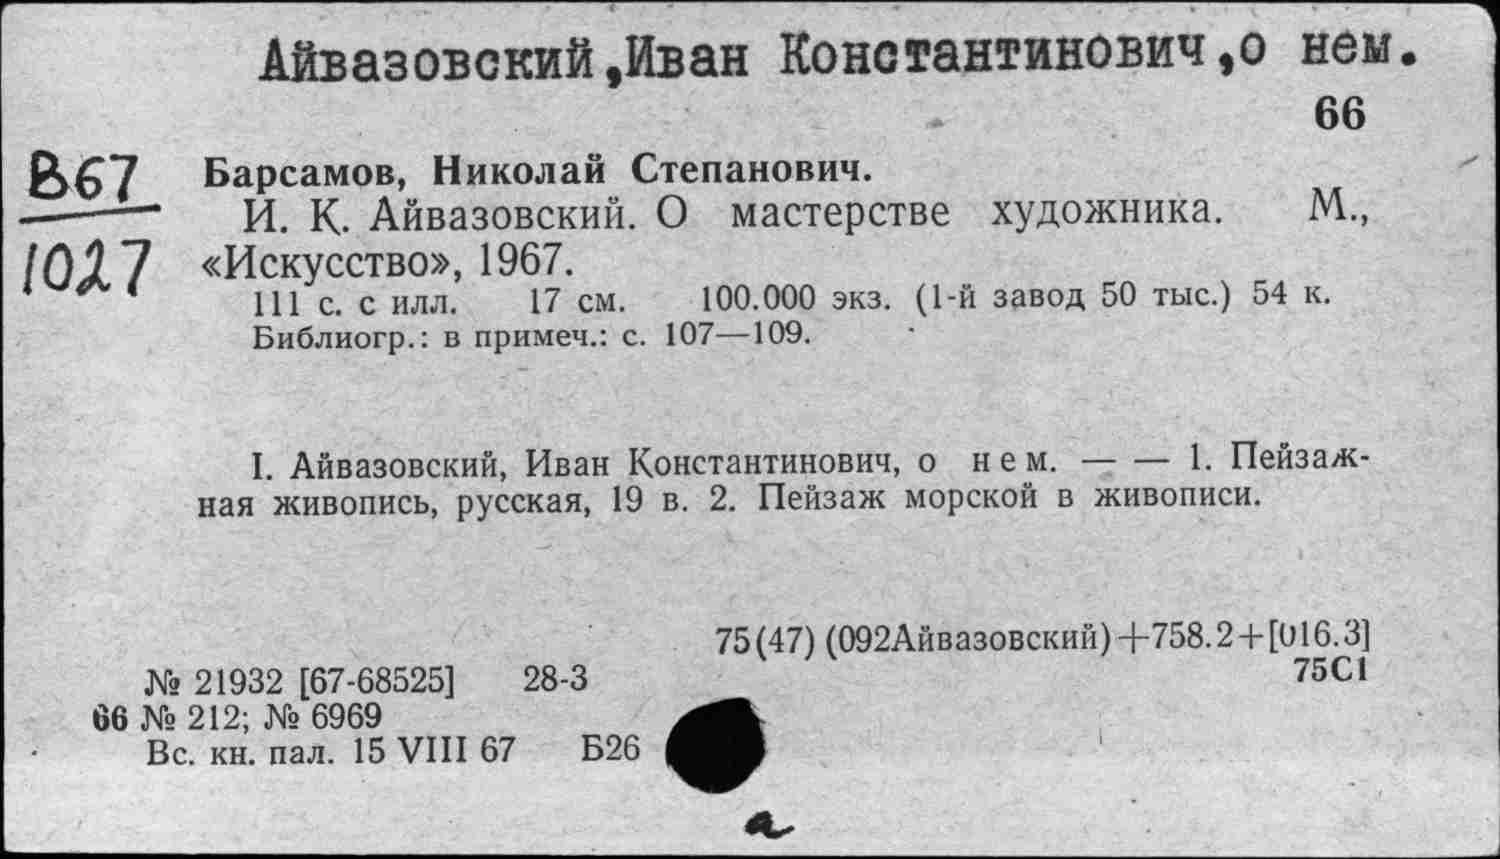 Айвазовский,Иван Константинович,о нем.
66
В67
1027
Барсамов, Николай Степанович.
И. К. Айвазовский. О мастерстве художника. М.,
«Искусство», 1967.
111 с. с илл. 17 см. 100.000 экз. (1-й завод 50 тыс.) 54 к.
Библиогр.: в примеч.: с. 107—109.
I. Айвазовский, Иван Константинович, о нем. — — 1. Пейзаж-
ная живопись, русская, 19 в. 2. Пейзаж морской в живописи.
75(47) (092Айвазовский)+758.2+[016.3]
75С1
№ 21932 [67-68525] 28-3
66 № 212; № 6969
Вс. кн. пал. 15 VIII 67 Б26
а